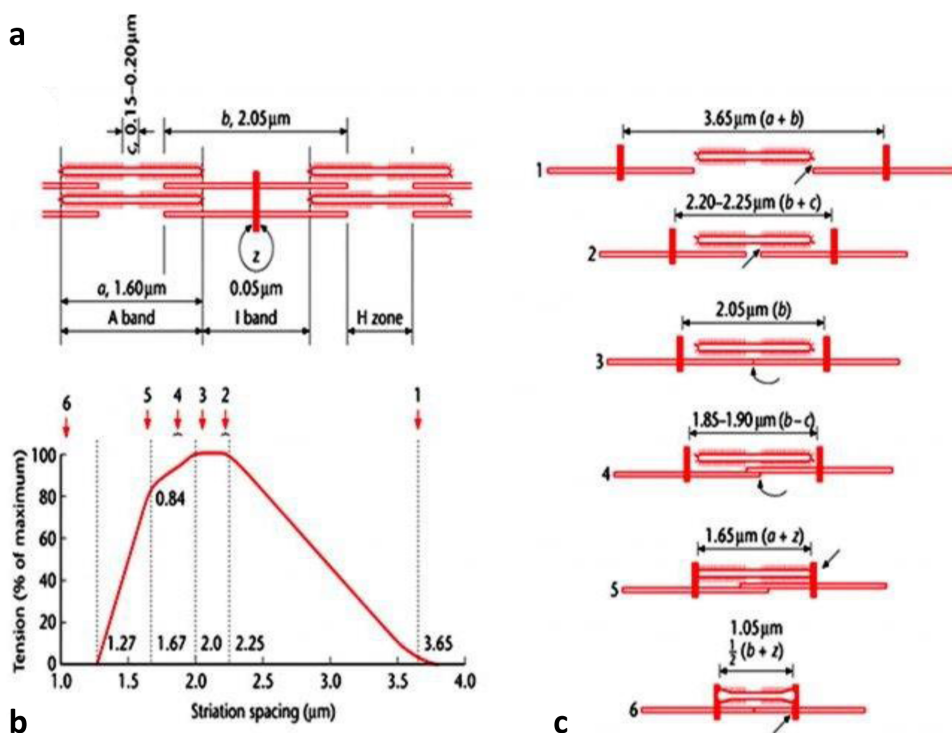 a
c, 0.15–0.20μm
b, 2.05μm
z
a, 1.60μm
0.05μm
A band
I band
H zone
6
5
4
3
2
1
100
80
60
40
20
0
0.84
1.27
1.67
2.0
2.25
3.65
1.0
1.5
2.0
2.5
3.0
3.5
4.0
Tension (% of maximum)
Striation spacing (μm)
b
3.65μm (a + b)
1
2.20–2.25μm (b + c)
2
2.05μm (b)
3
1.85–1.90μm (b – c)
4
1.65μm (a + z)
5
1.05μm
1/2 (b + z)
6
c